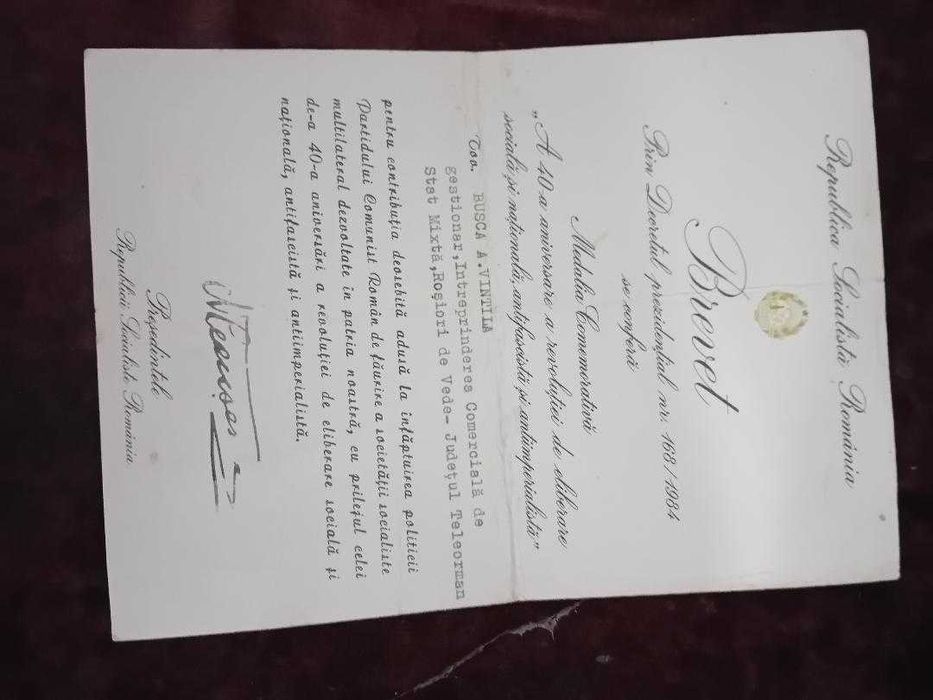 Republica Socialistă România
Brevet
Prin Decretul prezidențial nr. 168/1984
se conferă
Medalia Comemorativă
„A 40-a aniversare a revoluției de eliberare
socială și națională, antifascistă și antiimperialistă”
Tov. BUSCA A.VINTILA
gestionar,Intreprinderea Comercială de
Stat Mixtă,Roșiori de Vede- Județul Teleorman
pentru contribuția deosebită adusă la înfăptuirea politicii
Partidului Comunist Român de făurire a societății socialiste
multilateral dezvoltate în patria noastră, cu prilejul celei
de-a 40-a aniversări a revoluției de eliberare socială și
națională, antifascistă și antiimperialistă.
Președintele
Republicii Socialiste România